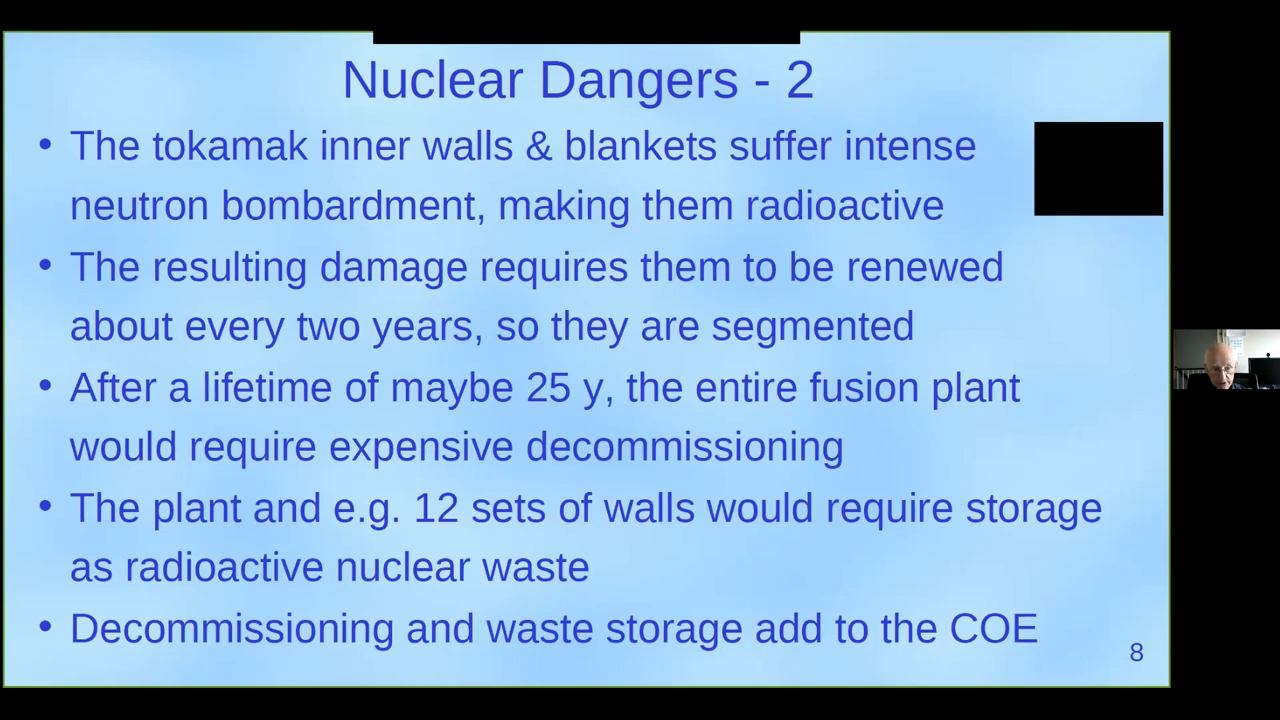 Nuclear Dangers - 2
• The tokamak inner walls & blankets suffer intense
neutron bombardment, making them radioactive
• The resulting damage requires them to be renewed
about every two years, so they are segmented
• After a lifetime of maybe 25 y, the entire fusion plant
would require expensive decommissioning
• The plant and e.g. 12 sets of walls would require storage
as radioactive nuclear waste
• Decommissioning and waste storage add to the COE
8